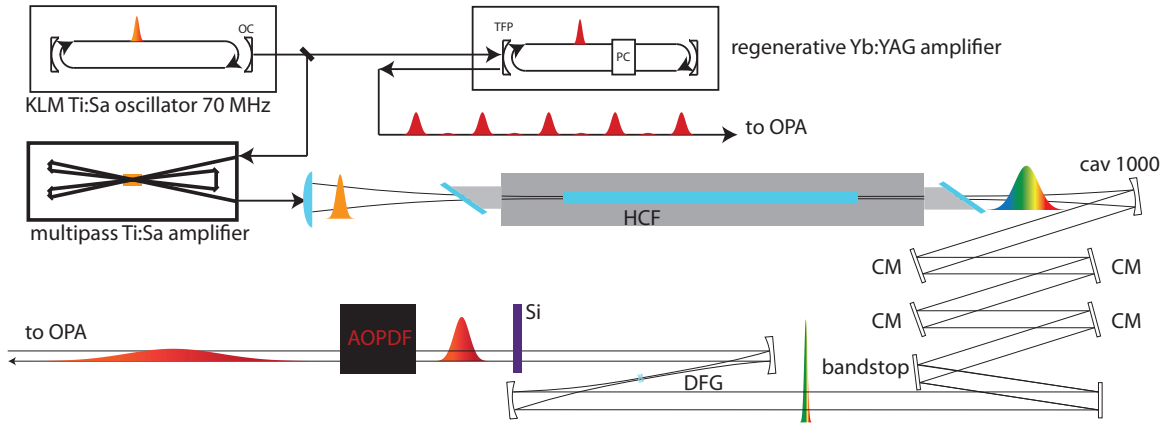 OC
TFP
PC
regenerative Yb:YAG amplifier
KLM Ti:Sa oscillator 70 MHz
to OPA
cav 1000
HCF
multipass Ti:Sa amplifier
CM
CM
Si
CM
CM
to OPA
AOPDF
bandstop
DFG